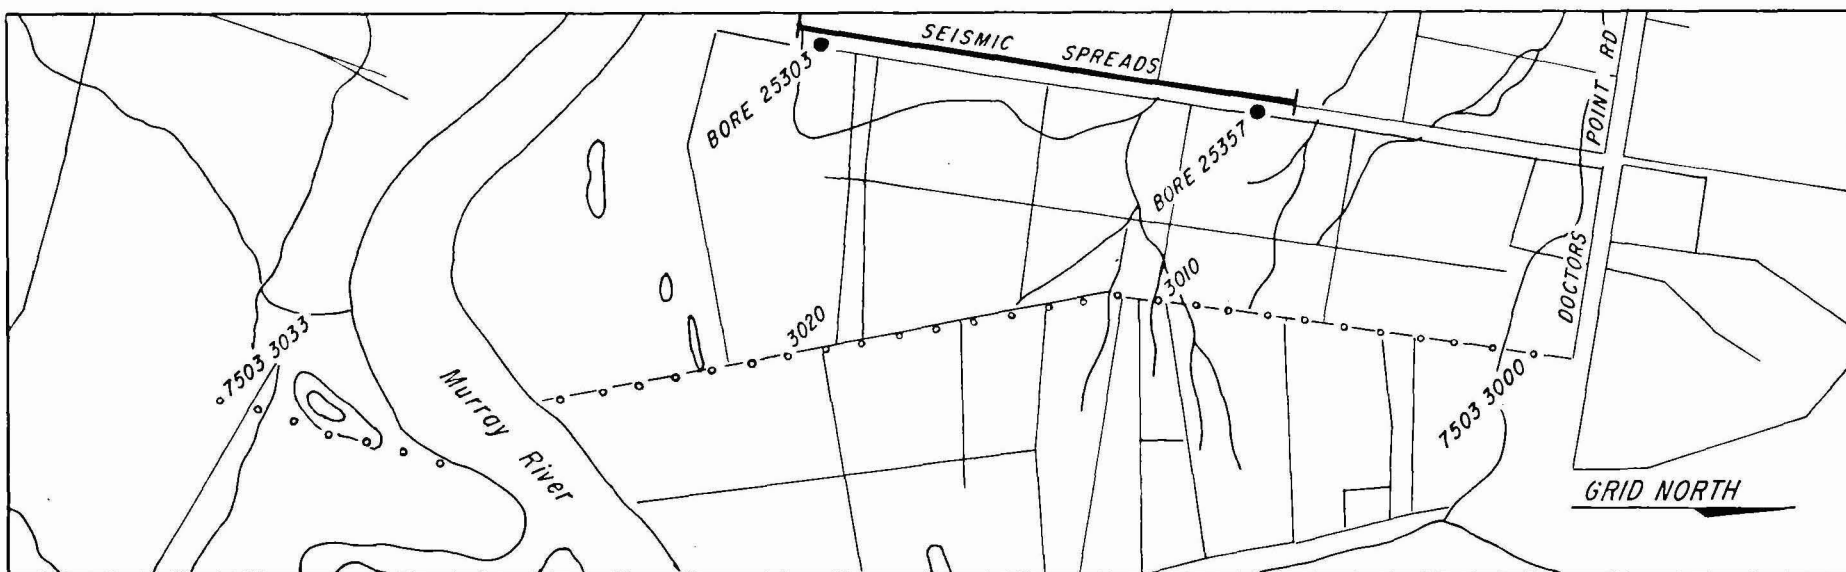 SEISMIC SPREADS
POINT RD
BORE 25303
BORE 25357
DOCTORS
3010
3020
7503 3033
7503 3000
Murray River
GRID NORTH